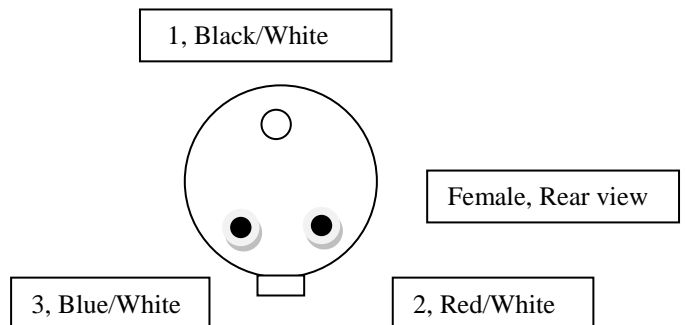 1, Black/White
Female, Rear view
3, Blue/White
2, Red/White